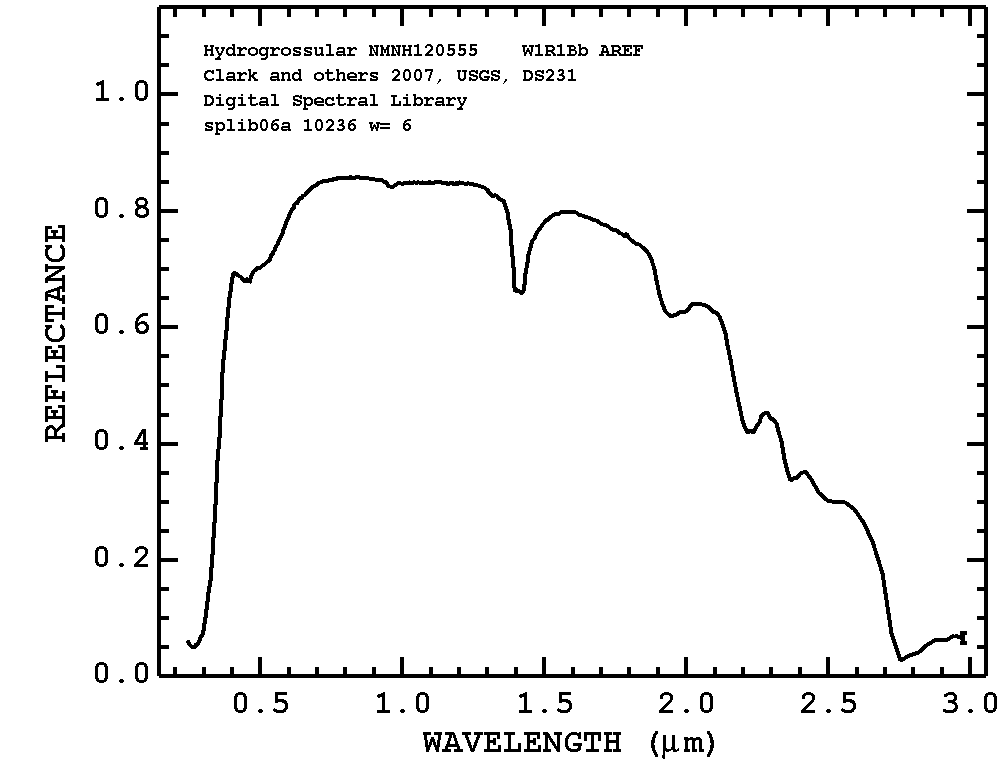 Hydrogrossular NMNH120555 W1R1Bb AREF
Clark and others 2007, USGS, DS231
Digital Spectral Library
splib06a 10236 w= 6
1.0
0.8
0.6
0.4
0.2
0.0
REFLECTANCE
0.5 1.0 1.5 2.0 2.5 3.0
WAVELENGTH (μm)